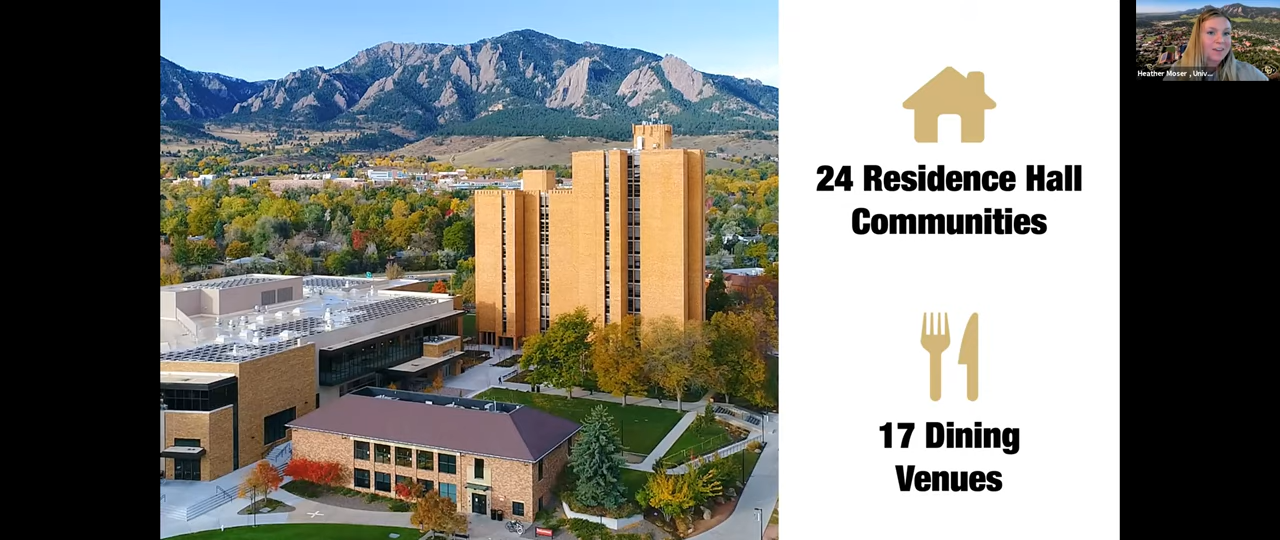 24 Residence Hall
Communities
17 Dining
Venues
Heather Moser , Univ...